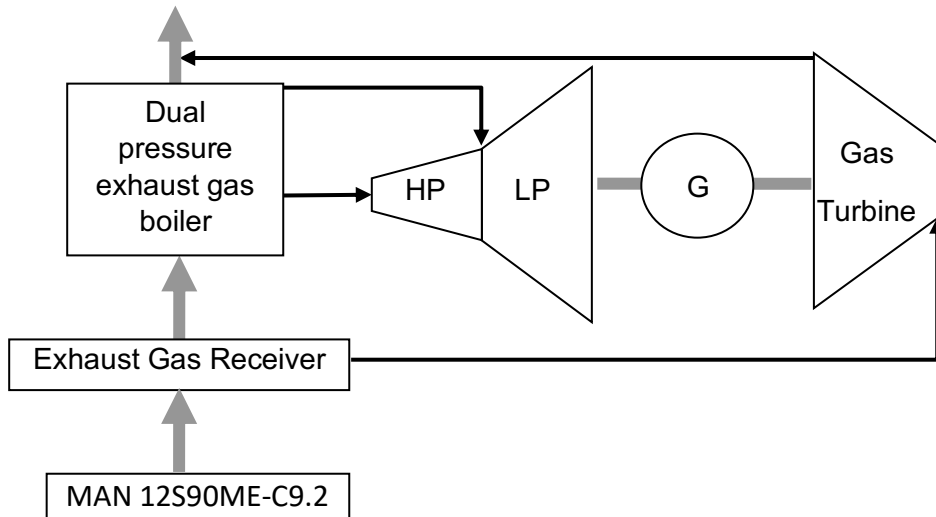 Dual
pressure
exhaust gas
boiler
HP
LP
G
Gas
Turbine
Exhaust Gas Receiver
MAN 12S90ME-C9.2